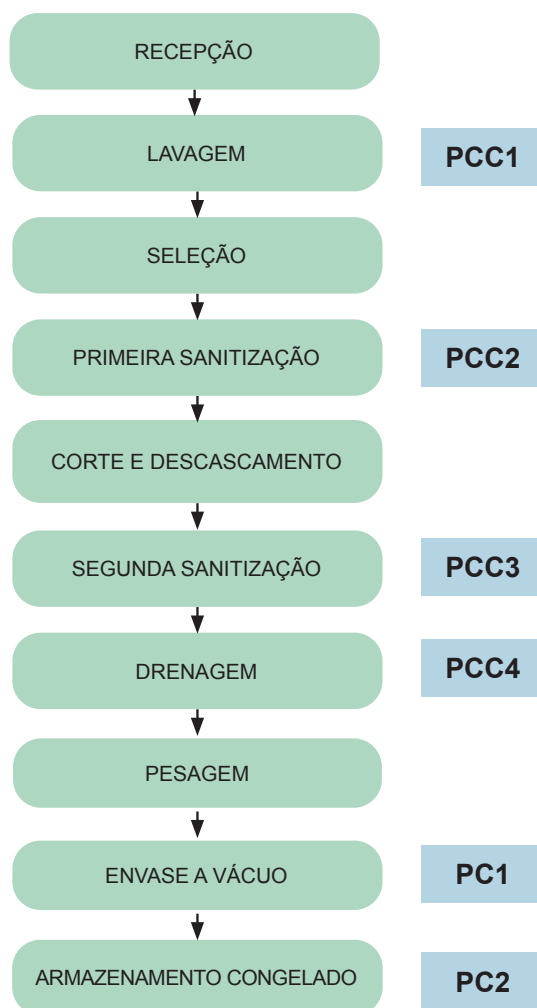 RECEPÇÃO
LAVAGEM
PCC1
SELEÇÃO
PRIMEIRA SANITIZAÇÃO
PCC2
CORTE E DESCASCAMENTO
SEGUNDA SANITIZAÇÃO
PCC3
DRENAGEM
PCC4
PESAGEM
ENVASE A VÁCUO
PC1
ARMAZENAMENTO CONGELADO
PC2